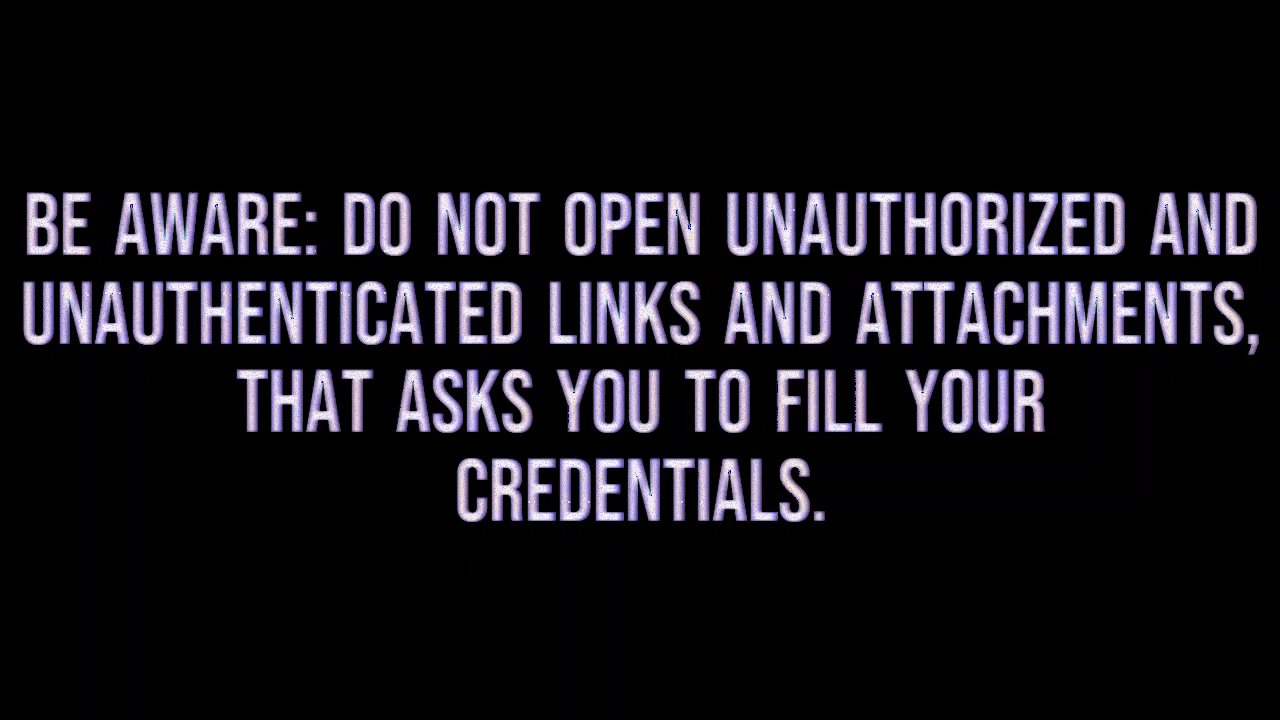 BE AWARE: DO NOT OPEN UNAUTHORIZED AND
UNAUTHENTICATED LINKS AND ATTACHMENTS,
THAT ASKS YOU TO FILL YOUR
CREDENTIALS.